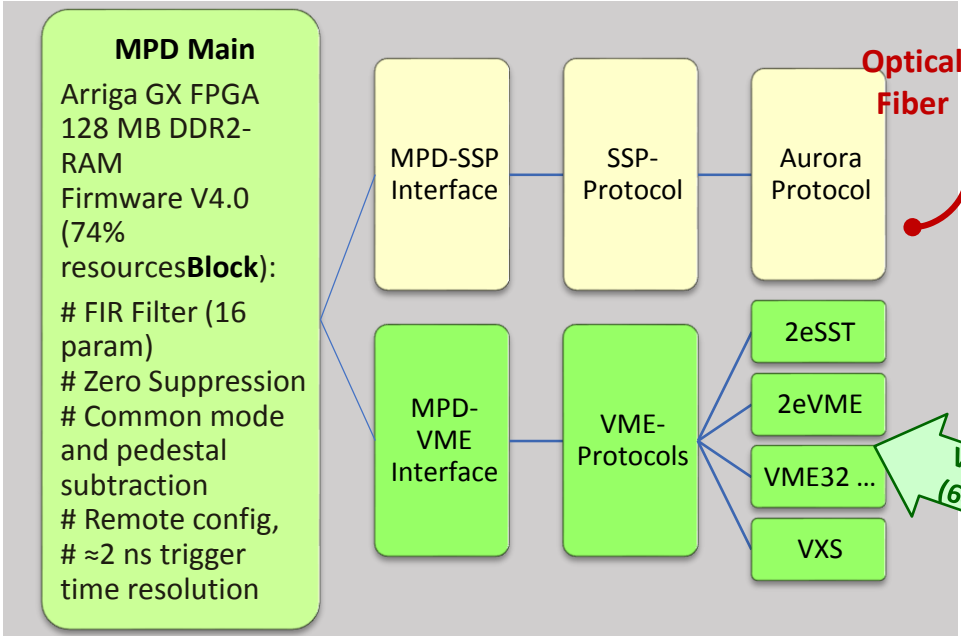 MPD Main
Arriga GX FPGA
128 MB DDR2-
RAM
Firmware V4.0
(74%
resourcesBlock):
# FIR Filter (16
param)
# Zero Suppression
# Common mode
and pedestal
subtraction
# Remote config,
# ≈2 ns trigger
time resolution
MPD-SSP
Interface
SSP-
Protocol
Aurora
Protocol
Optical
Fiber
MPD-
VME
Interface
VME-
Protocols
2eSST
2eVME
VME32 ...
VXS
(6